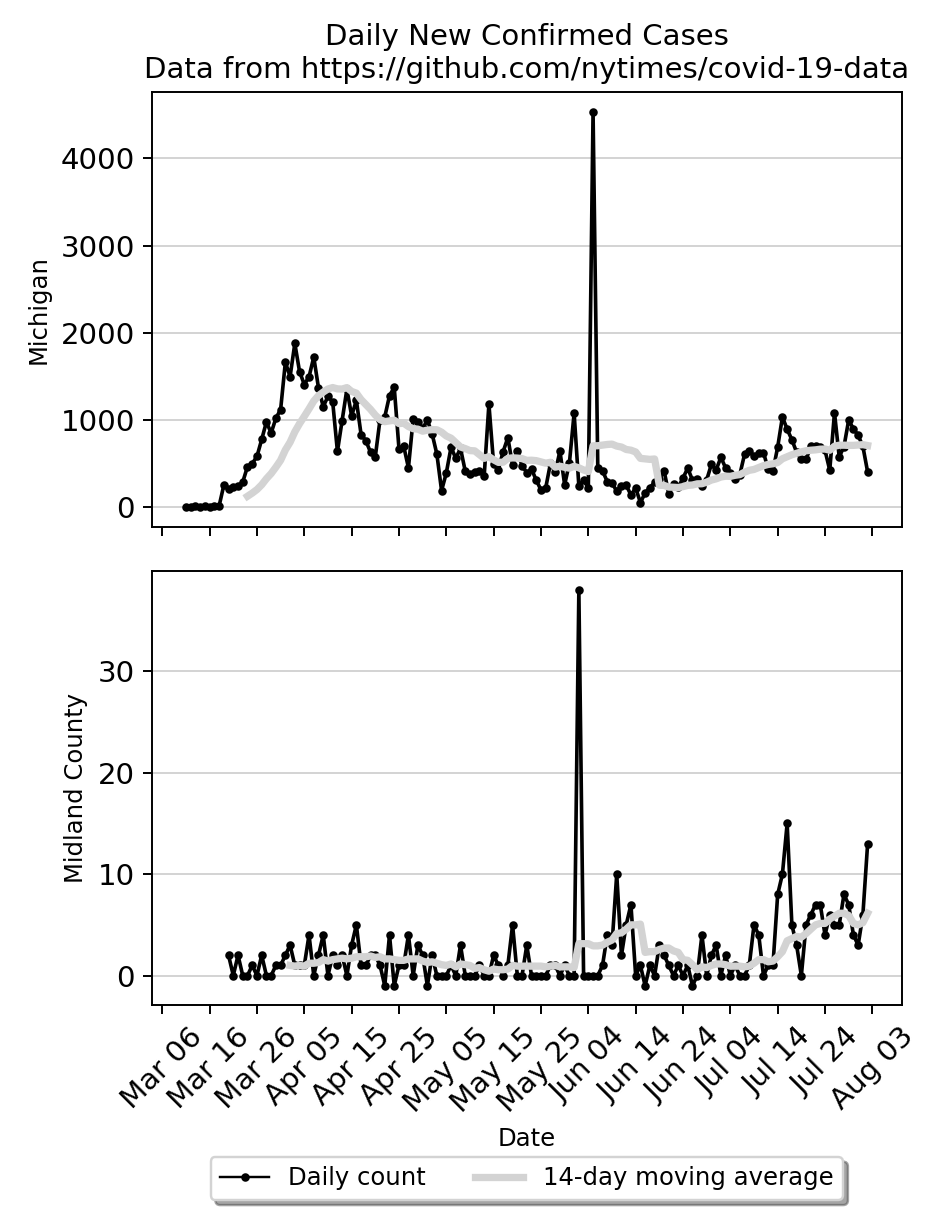 Daily New Confirmed Cases
Data from https://github.com/nytimes/covid-19-data
4000
3000
2000
1000
0
Michigan
30
20
10
0
Midland County
Mar 06
Mar 16
Mar 26
Apr 05
Apr 15
Apr 25
May 05
May 15
May 25
Jun 04
Jun 14
Jun 24
Jul 04
Jul 14
Jul 24
Aug 03
Date
Daily count
14-day moving average